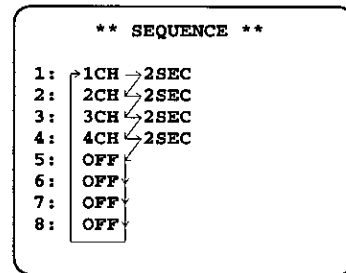 ** SEQUENCE **
1: 1CH 2SEC
2: 2CH 2SEC
3: 3CH 2SEC
4: 4CH 2SEC
5: OFF
6: OFF
7: OFF
8: OFF